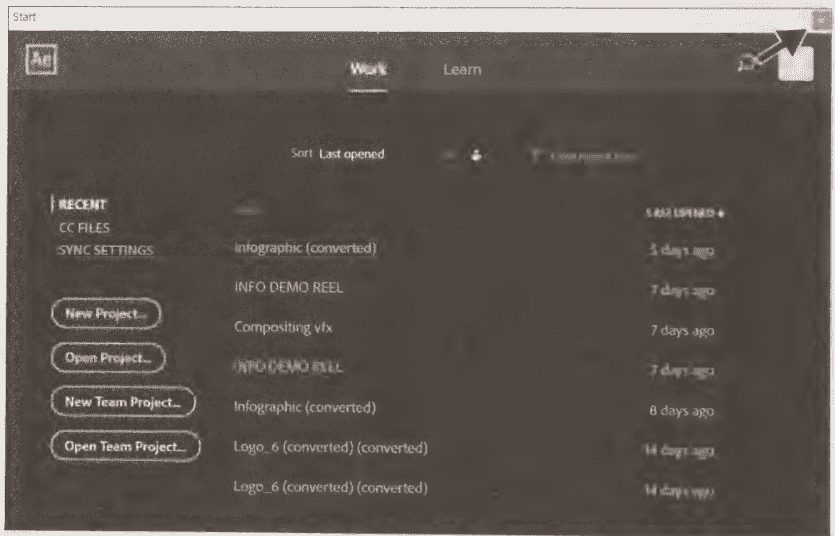 Start
Ae
Work Learn
Sort Last opened
RECENT LAST OPENED
CC FILES
SYNC SETTINGS
Infographic (converted) 5 days ago
INFO DEMO REEL 7 days ago
Compositing vfx 7 days ago
INFO DEMO REEL 7 days ago
Infographic (converted) 8 days ago
Logo_6 (converted) (converted) 14 days ago
Logo_6 (converted) (converted) 14 days ago
New Project...
Open Project...
New Team Project...
Open Team Project...